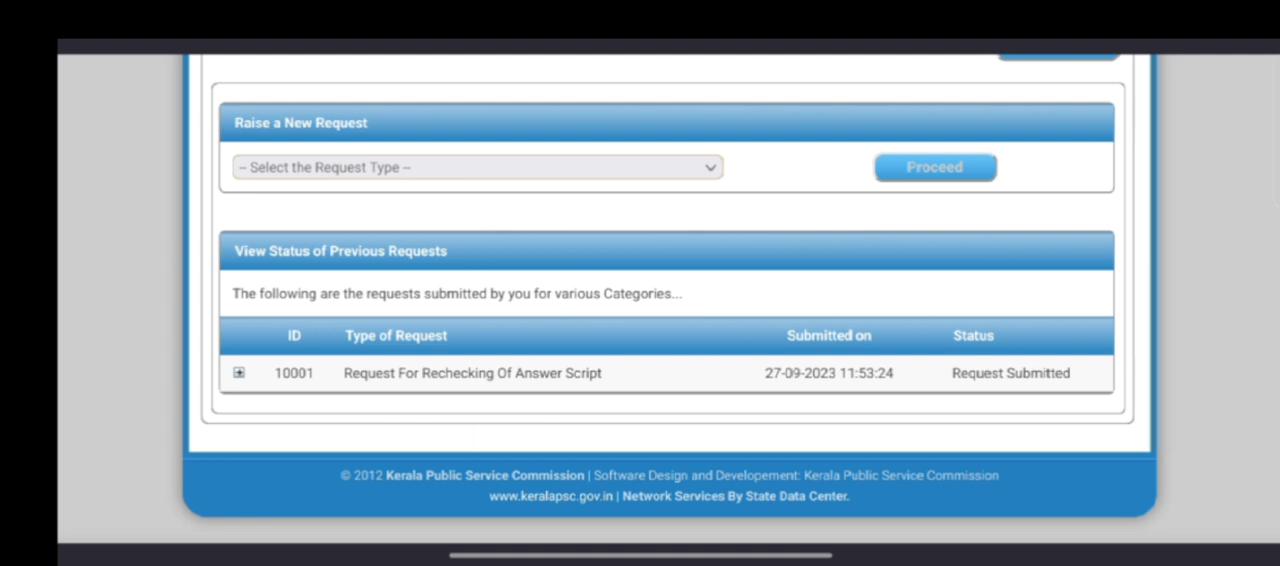 Raise a New Request
-- Select the Request Type --
Proceed
View Status of Previous Requests
The following are the requests submitted by you for various Categories...
ID Type of Request Submitted on Status
10001 Request For Rechecking Of Answer Script 27-09-2023 11:53:24 Request Submitted
© 2012 Kerala Public Service Commission | Software Design and Developement: Kerala Public Service Commission
www.keralapsc.gov.in | Network Services By State Data Center.